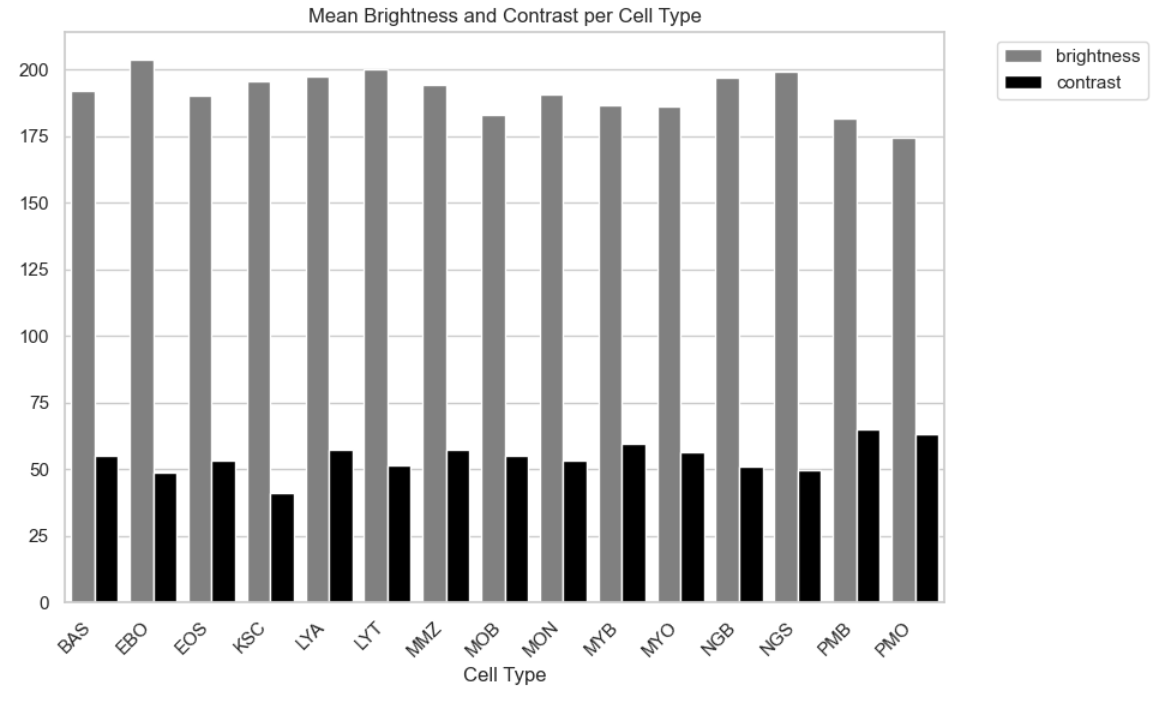 Mean Brightness and Contrast per Cell Type
brightness
contrast
200
175
150
125
100
75
50
25
0
BAS
EBO
EOS
KSC
LYA
LYT
MMZ
MOB
MON
MYB
MYO
NGB
NGS
PMB
PMO
Cell Type